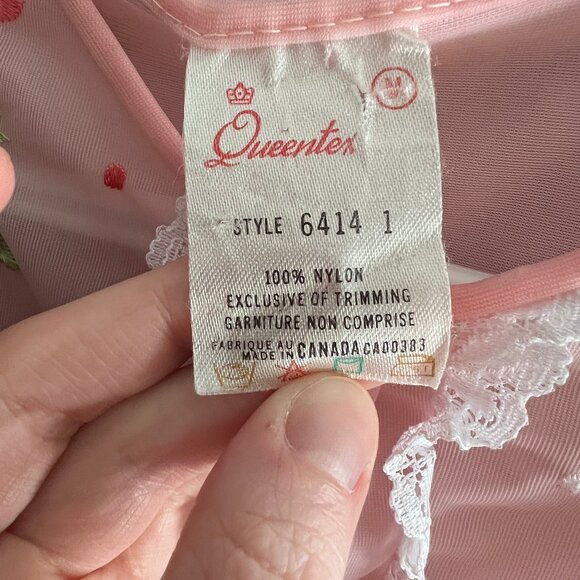 Queentex
STYLE 6414 1
100% NYLON
EXCLUSIVE OF TRIMMING
GARNITURE NON COMPRISE
FABRIQUE AU
MADE IN CANADA CA00383